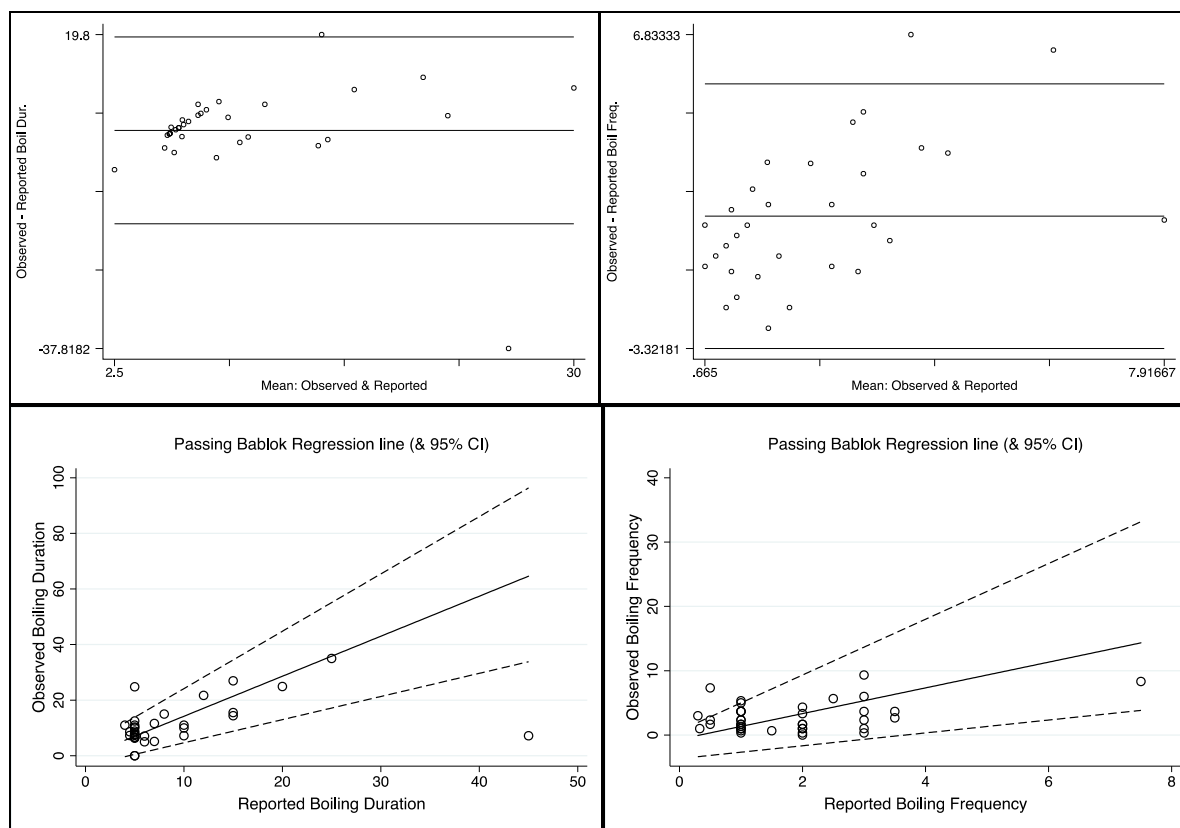 19.8
Observed - Reported Boil Dur.
-37.8182
2.5
30
Mean: Observed & Reported
6.83333
Observed - Reported Boil Freq.
-3.32181
.665
7.91667
Mean: Observed & Reported
Passing Bablok Regression line (& 95% CI)
Observed Boiling Duration
100
80
60
40
20
0
0 10 20 30 40 50
Reported Boiling Duration
Passing Bablok Regression line (& 95% CI)
Observed Boiling Frequency
40
30
20
10
0
0 2 4 6 8
Reported Boiling Frequency